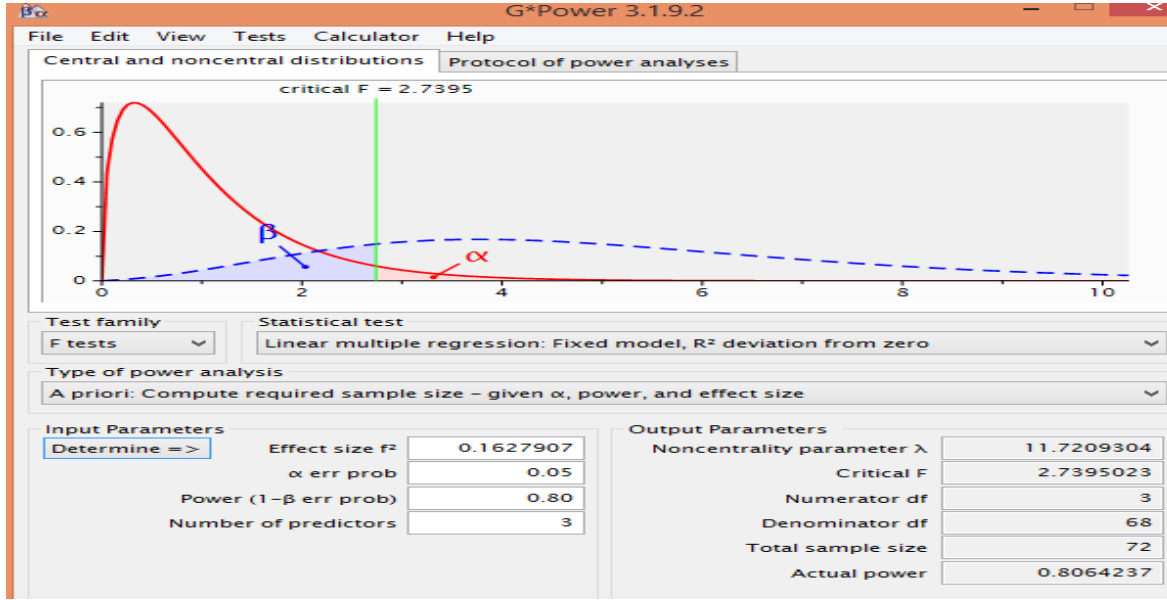 βα G*Power 3.1.9.2
File Edit View Tests Calculator Help
Central and noncentral distributions Protocol of power analyses
critical F = 2.7395
0.6
0.4
0.2
0
β
α
0 2 4 6 8 10
Test family Statistical test
F tests Linear multiple regression: Fixed model, R² deviation from zero
Type of power analysis
A priori: Compute required sample size – given α, power, and effect size
Input Parameters Output Parameters
Determine => Effect size f² 0.1627907 Noncentrality parameter λ 11.7209304
α err prob 0.05 Critical F 2.7395023
Power (1-β err prob) 0.80 Numerator df 3
Number of predictors 3 Denominator df 68
Total sample size 72
Actual power 0.8064237